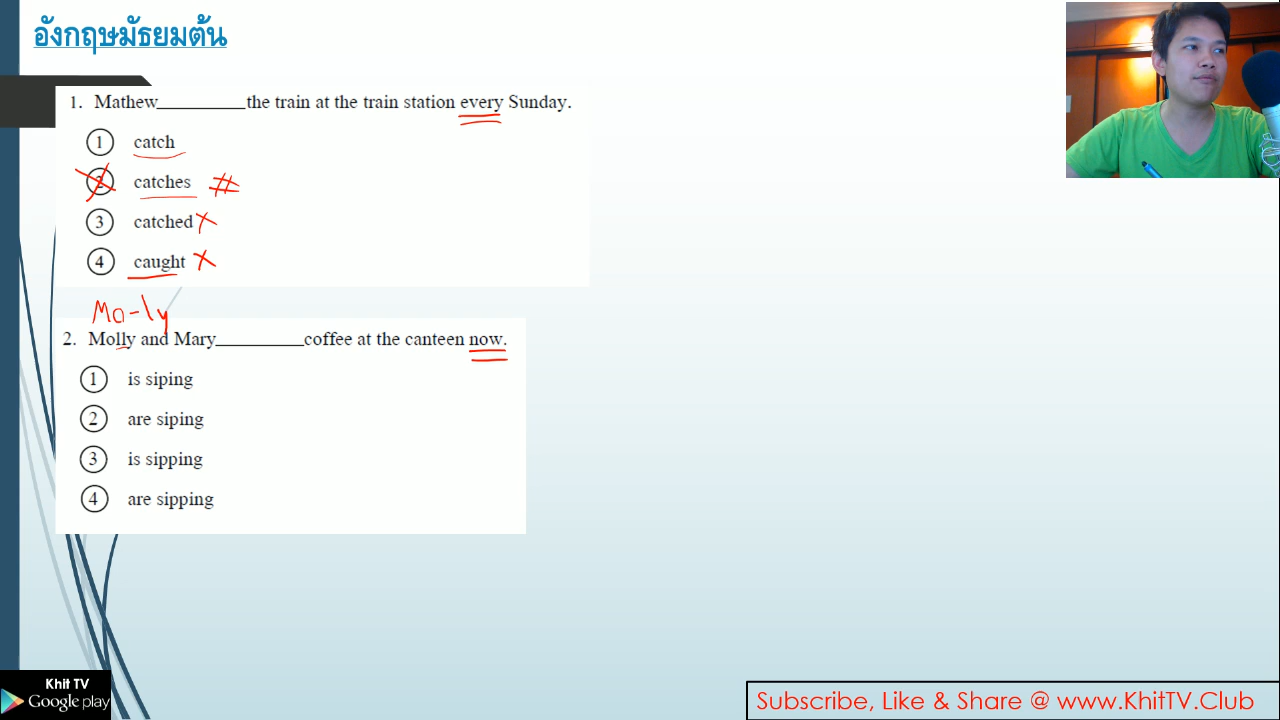 อังกฤษมัธยมต้น
1. Mathew_________the train at the train station every Sunday.
1 catch
2 catches #
3 catched x
4 caught x
Mo-ly
2. Molly and Mary_________coffee at the canteen now.
1 is siping
2 are siping
3 is sipping
4 are sipping
Khit TV
Google play
Subscribe, Like & Share @ www.KhitTV.Club